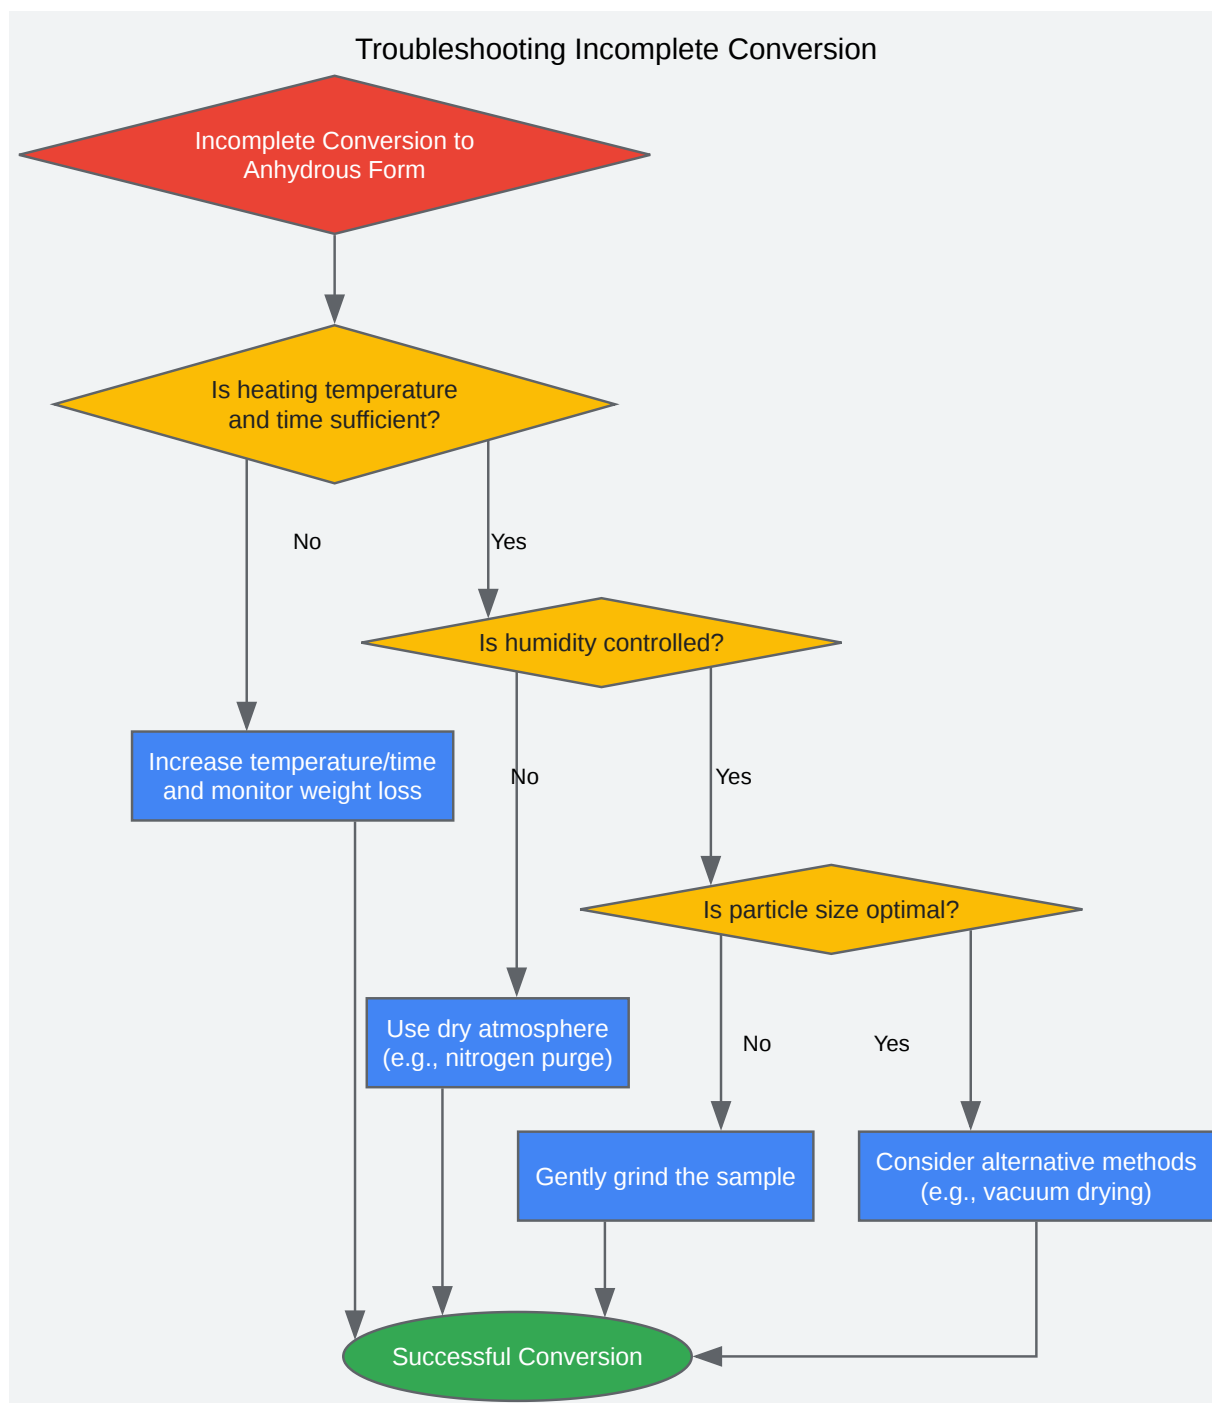 Troubleshooting Incomplete Conversion
Incomplete Conversion to
Anhydrous Form
Is heating temperature
and time sufficient?
No
Yes
Is humidity controlled?
Increase temperature/time
and monitor weight loss
No
Yes
Is particle size optimal?
Use dry atmosphere
(e.g., nitrogen purge)
No
Yes
Gently grind the sample
Consider alternative methods
(e.g., vacuum drying)
Successful Conversion